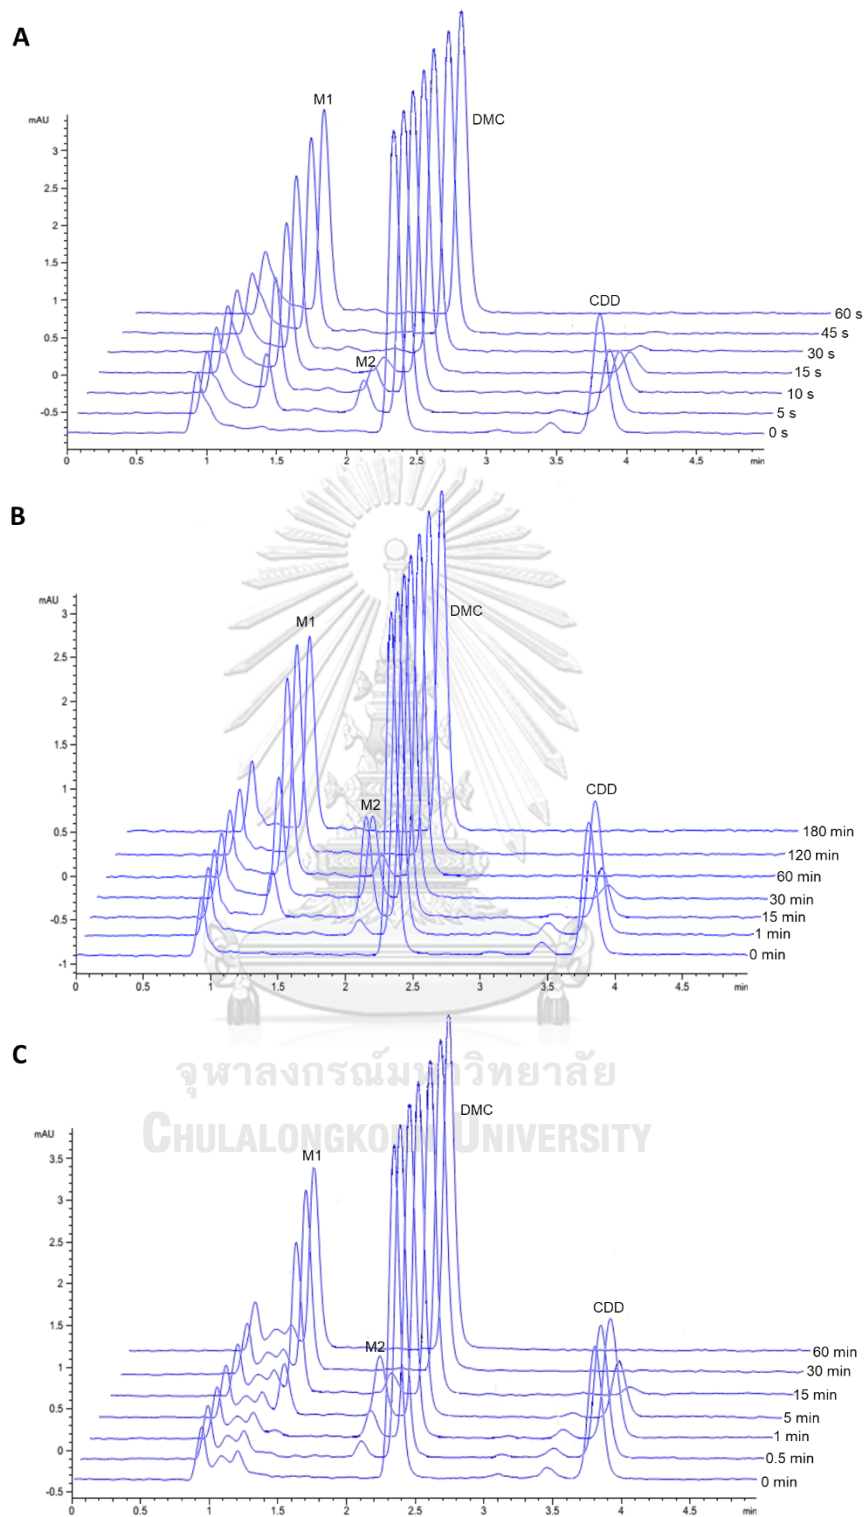 A
M1
mAU
DMC
3
2.5
2
1.5
1
0.5
0
-0.5
CDD
M2
60 s
45 s
30 s
15 s
10 s
5 s
0 s
0 0.5 1 1.5 2 2.5 3 3.5 4 4.5 min
B
mAU
M1
DMC
3
2.5
2
1.5
1
0.5
0
-0.5
-1
M2
CDD
180 min
120 min
60 min
30 min
15 min
1 min
0 min
0 0.5 1 1.5 2 2.5 3 3.5 4 4.5 min
C
จุฬาลงกรณ์มหาวิทยาลัย
CHULALONGKORN UNIVERSITY
mAU
M1
DMC
3.5
3
2.5
2
1.5
1
0.5
0
-0.5
M2
CDD
60 min
30 min
15 min
5 min
1 min
0.5 min
0 min
0 0.5 1 1.5 2 2.5 3 3.5 4 4.5 min